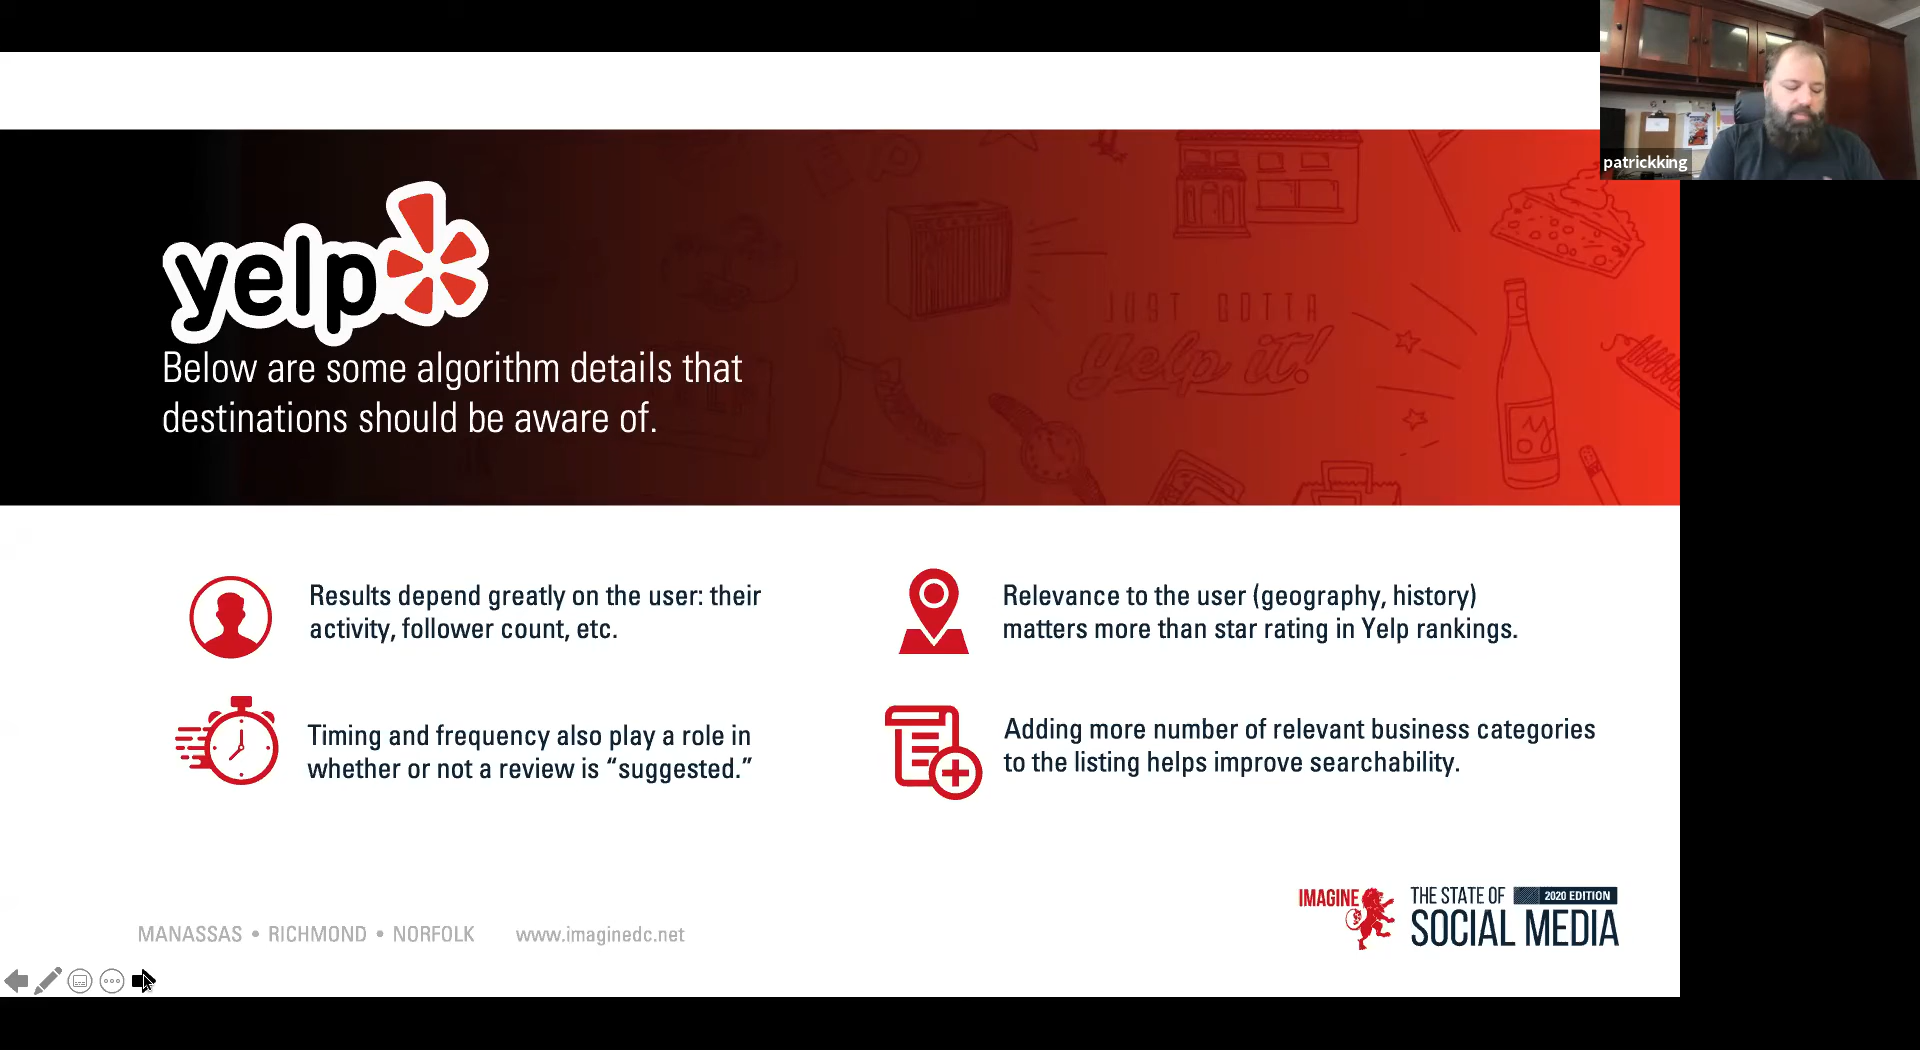 patrickking
yelp
JUST GOTTA
Yelp it!
Below are some algorithm details that
destinations should be aware of.
Results depend greatly on the user: their
activity, follower count, etc.
Relevance to the user (geography, history)
matters more than star rating in Yelp rankings.
Timing and frequency also play a role in
whether or not a review is “suggested.”
Adding more number of relevant business categories
to the listing helps improve searchability.
MANASSAS • RICHMOND • NORFOLK www.imaginedc.net
IMAGINE
THE STATE OF 2020 EDITION
SOCIAL MEDIA